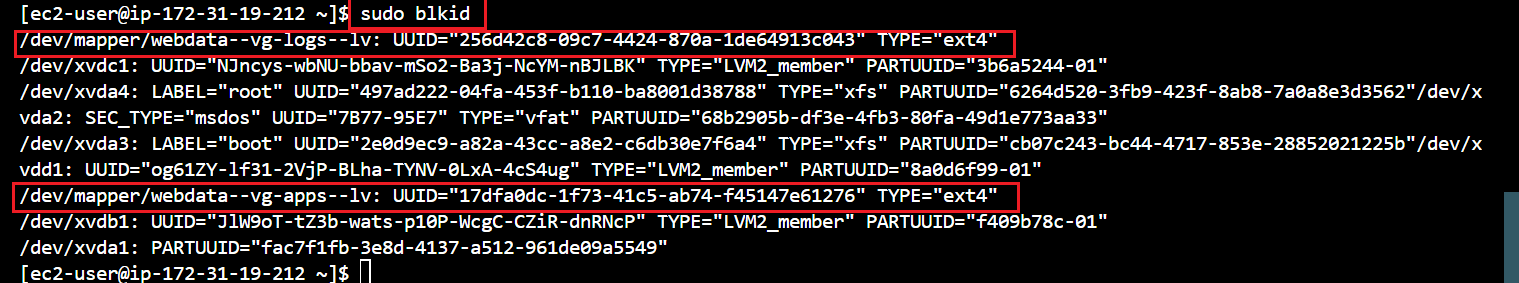 [ec2-user@ip-172-31-19-212 ~]$ sudo blkid
/dev/mapper/webdata--vg-logs--lv: UUID="256d42c8-09c7-4424-870a-1de64913c043" TYPE="ext4"
/dev/xvdc1: UUID="NJncys-wbNU-bbav-mSo2-Ba3j-NcYM-nBJLBK" TYPE="LVM2_member" PARTUUID="3b6a5244-01"
/dev/xvda4: LABEL="root" UUID="497ad222-04fa-453f-b110-ba8001d38788" TYPE="xfs" PARTUUID="6264d520-3fb9-423f-8ab8-7a0a8e3d3562"/dev/x
vda2: SEC_TYPE="msdos" UUID="7B77-95E7" TYPE="vfat" PARTUUID="68b2905b-df3e-4fb3-80fa-49d1e773aa33"
/dev/xvda3: LABEL="boot" UUID="2e0d9ec9-a82a-43cc-a8e2-c6db30e7f6a4" TYPE="xfs" PARTUUID="cb07c243-bc44-4717-853e-28852021225b"/dev/x
vdd1: UUID="og61ZY-lf31-2VjP-BLha-TYNV-0LxA-4cS4ug" TYPE="LVM2_member" PARTUUID="8a0d6f99-01"
/dev/mapper/webdata--vg-apps--lv: UUID="17dfa0dc-1f73-41c5-ab74-f45147e61276" TYPE="ext4"
/dev/xvdb1: UUID="JlW9oT-tZ3b-wats-p10P-WcgC-CZiR-dnRNcP" TYPE="LVM2_member" PARTUUID="f409b78c-01"
/dev/xvda1: PARTUUID="fac7f1fb-3e8d-4137-a512-961de09a5549"
[ec2-user@ip-172-31-19-212 ~]$